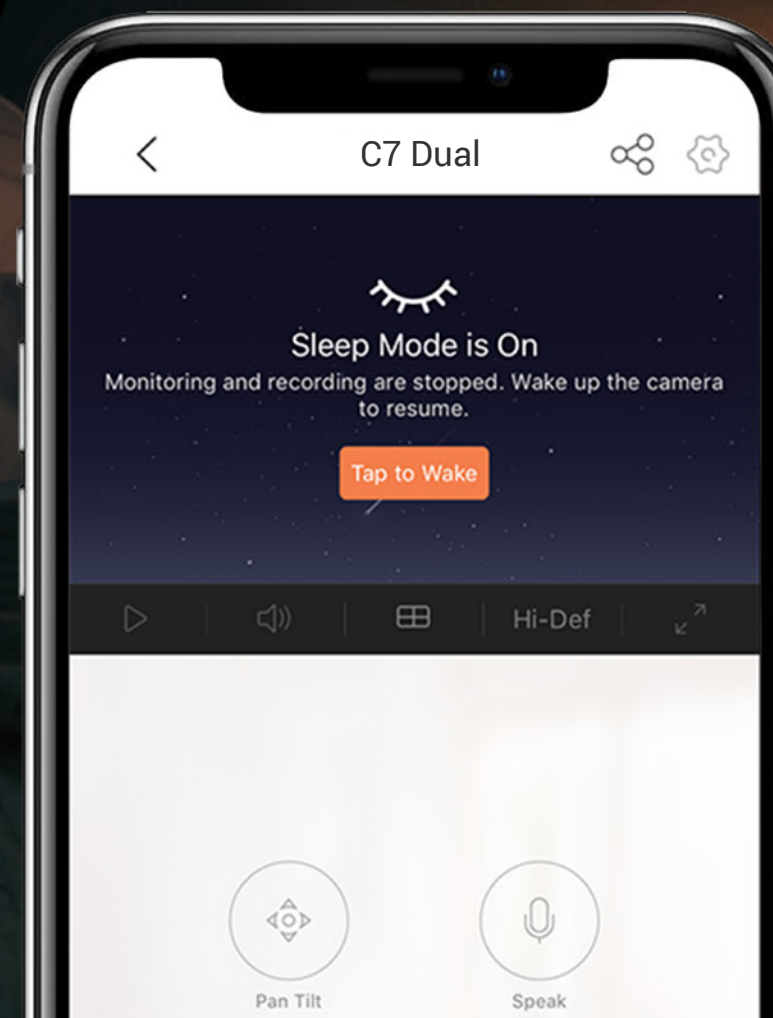 C7 Dual
Sleep Mode is On
Monitoring and recording are stopped. Wake up the camera
to resume.
Tap to Wake
Hi-Def
Pan Tilt
Speak